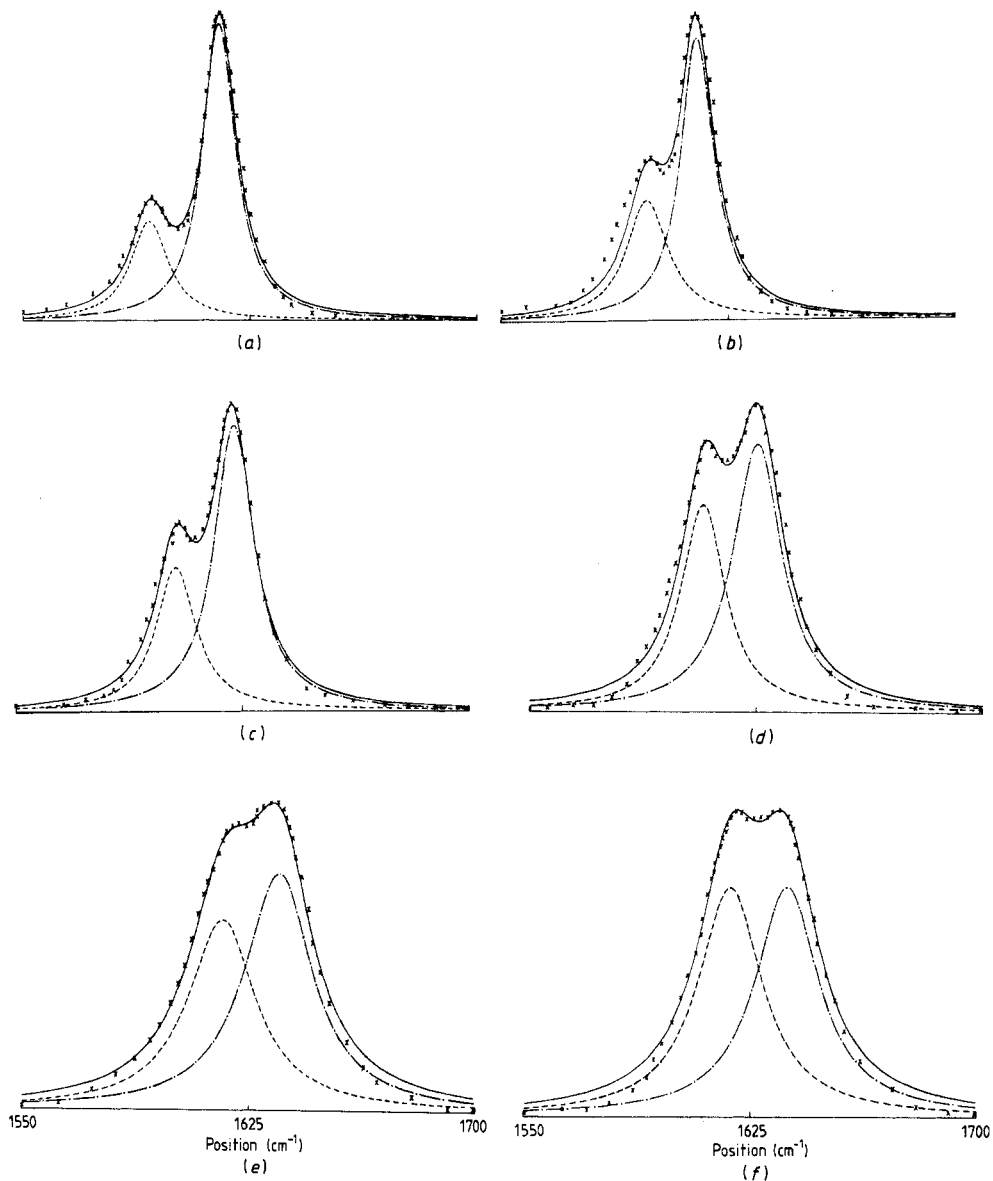 (a)
(b)
(c)
(d)
1550 1625 1700
Position (cm⁻¹)
(e)
1550 1625 1700
Position (cm⁻¹)
(f)